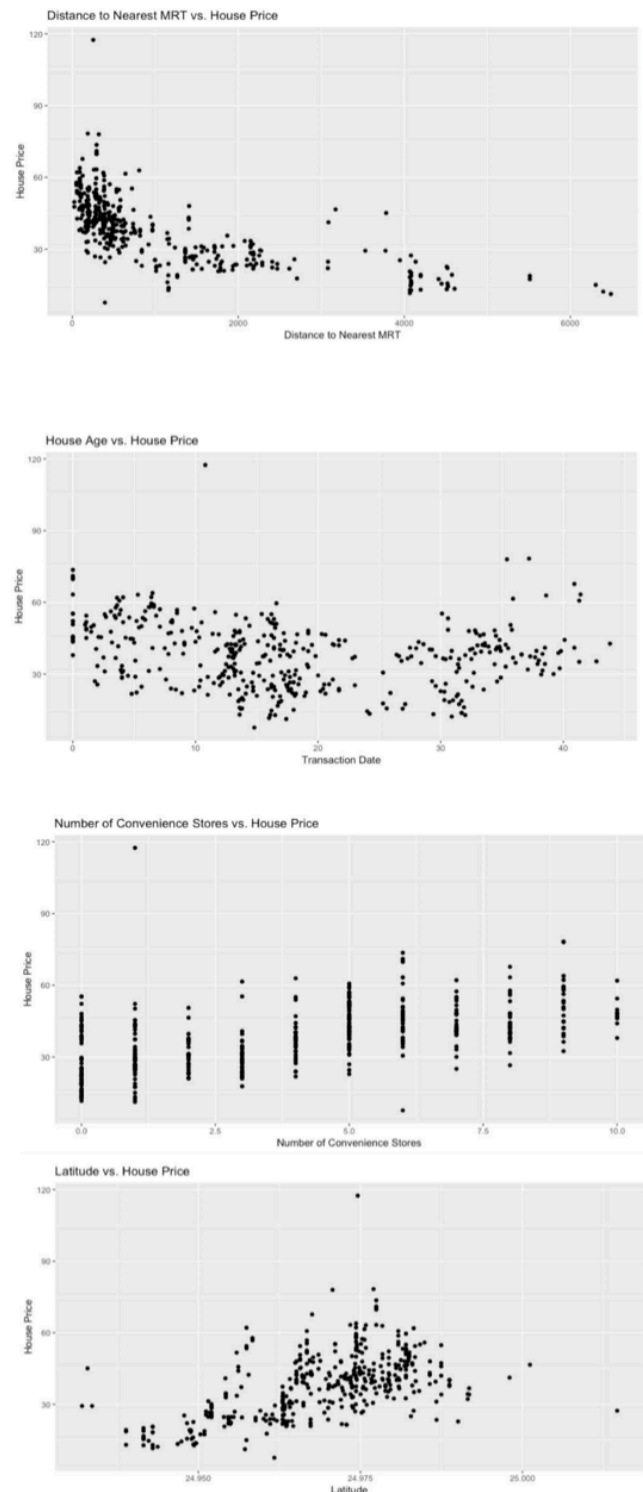 Distance to Nearest MRT vs. House Price
120
90
60
30
House Price
0 2000 4000 6000
Distance to Nearest MRT
House Age vs. House Price
120
90
60
30
House Price
0 10 20 30 40
Transaction Date
Number of Convenience Stores vs. House Price
120
90
60
30
House Price
0.0 2.5 5.0 7.5 10.0
Number of Convenience Stores
Latitude vs. House Price
120
90
60
30
House Price
24.950 24.975 25.000
Latitude